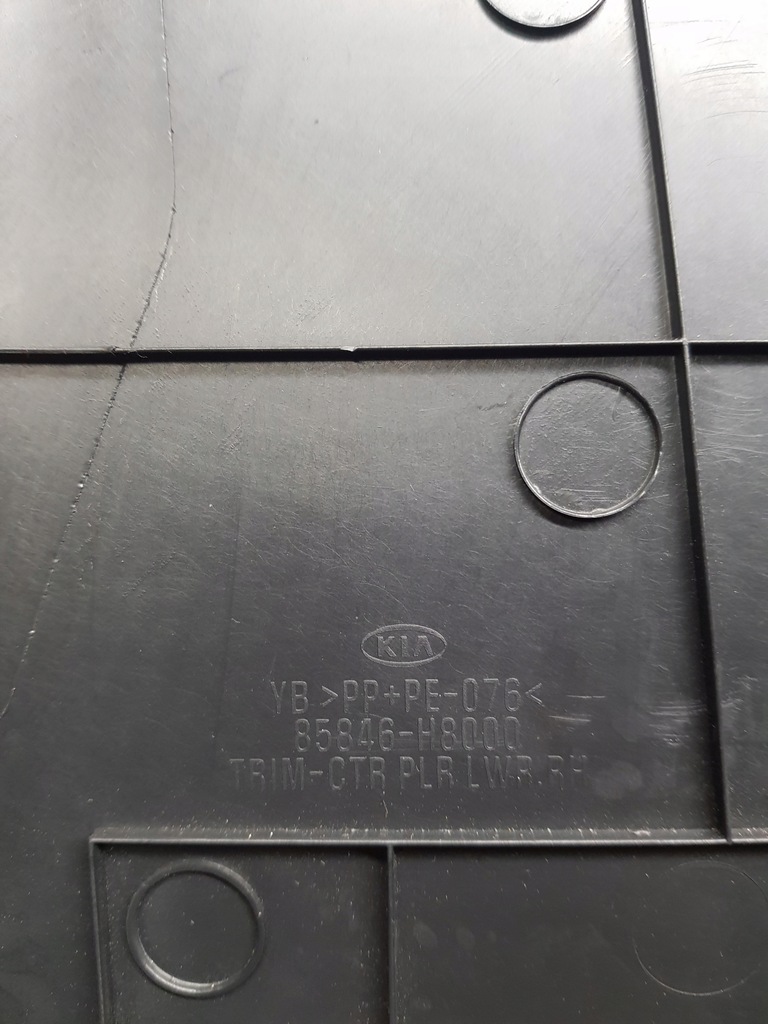 KIA
YB >PP+PE-076<
85846-H8000
TRIM-CTR PLR LWR.RH